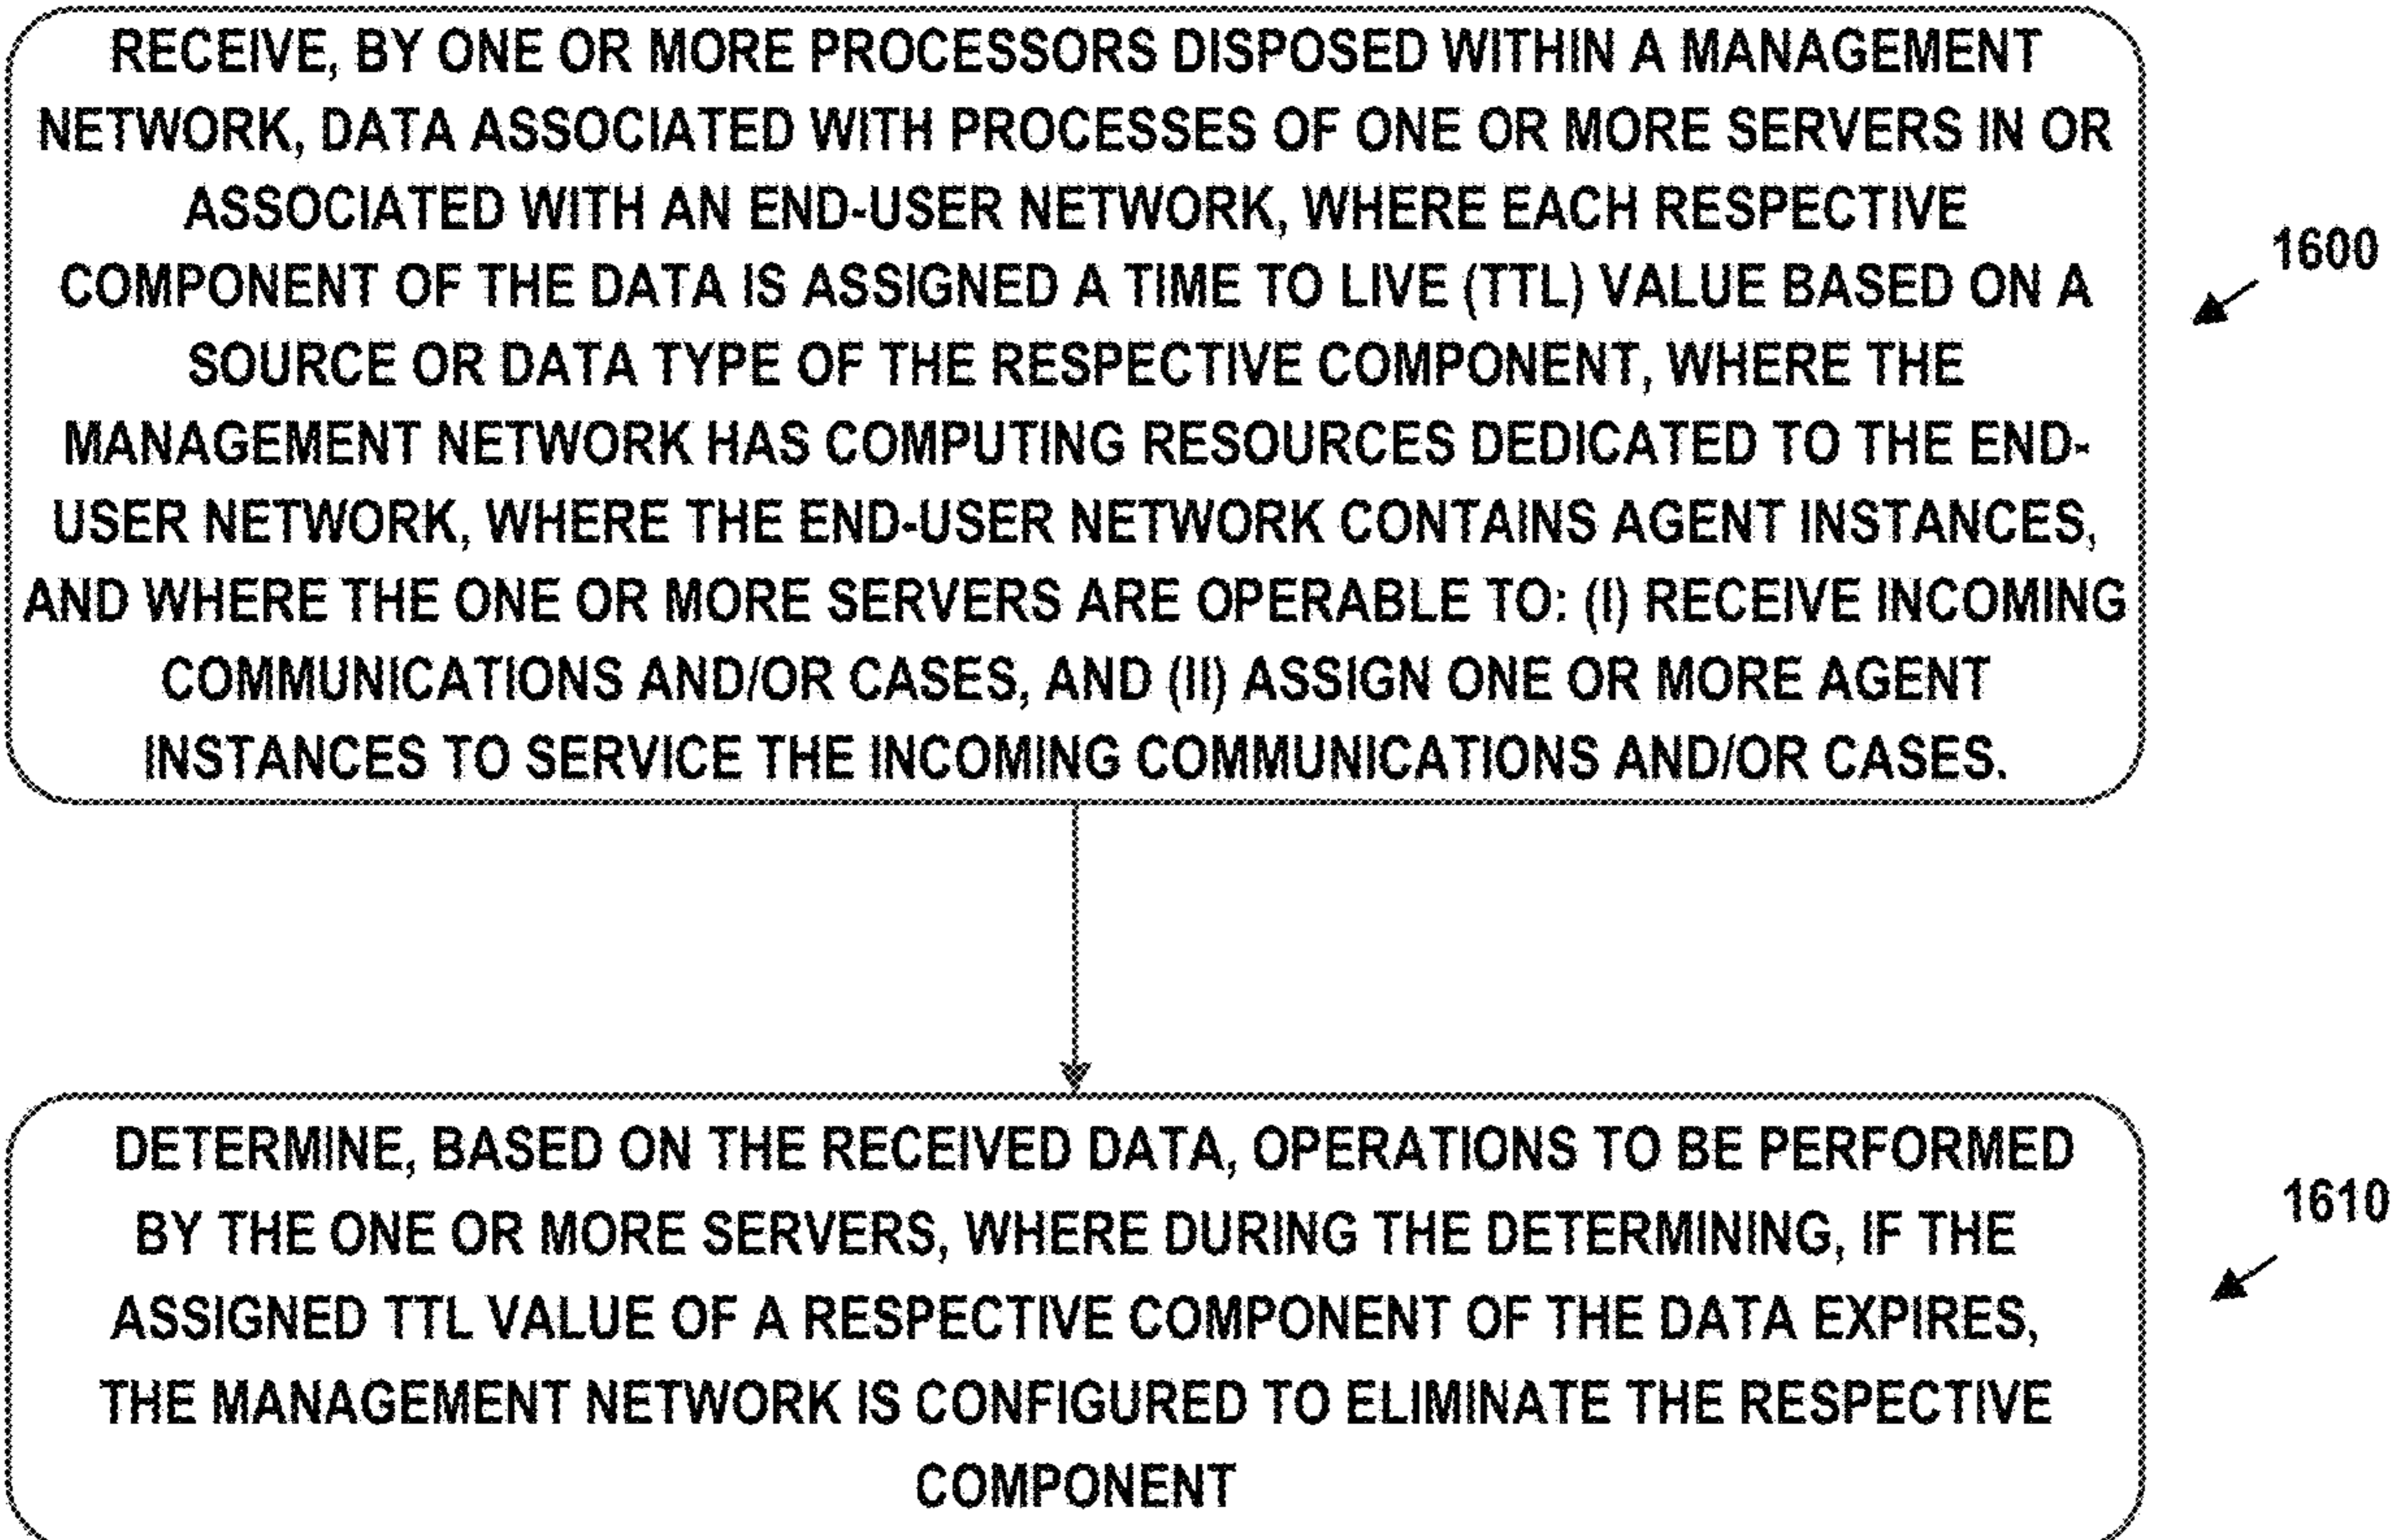 RECEIVE, BY ONE OR MORE PROCESSORS DISPOSED WITHIN A MANAGEMENT
NETWORK, DATA ASSOCIATED WITH PROCESSES OF ONE OR MORE SERVERS IN OR
ASSOCIATED WITH AN END-USER NETWORK, WHERE EACH RESPECTIVE
COMPONENT OF THE DATA IS ASSIGNED A TIME TO LIVE (TTL) VALUE BASED ON A
SOURCE OR DATA TYPE OF THE RESPECTIVE COMPONENT, WHERE THE
MANAGEMENT NETWORK HAS COMPUTING RESOURCES DEDICATED TO THE END-
USER NETWORK, WHERE THE END-USER NETWORK CONTAINS AGENT INSTANCES,
AND WHERE THE ONE OR MORE SERVERS ARE OPERABLE TO: (I) RECEIVE INCOMING
COMMUNICATIONS AND/OR CASES, AND (II) ASSIGN ONE OR MORE AGENT
INSTANCES TO SERVICE THE INCOMING COMMUNICATIONS AND/OR CASES.
1600
DETERMINE, BASED ON THE RECEIVED DATA, OPERATIONS TO BE PERFORMED
BY THE ONE OR MORE SERVERS, WHERE DURING THE DETERMINING, IF THE
ASSIGNED TTL VALUE OF A RESPECTIVE COMPONENT OF THE DATA EXPIRES,
THE MANAGEMENT NETWORK IS CONFIGURED TO ELIMINATE THE RESPECTIVE
COMPONENT
1610